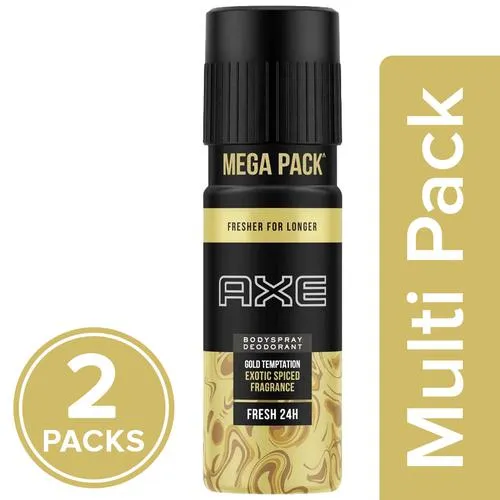 MEGA PACK^
FRESHER FOR LONGER
AXE
BODYSPRAY
DEODORANT
GOLD TEMPTATION
EXOTIC SPICED
FRAGRANCE
FRESH 24H
2
PACKS
Multi Pack